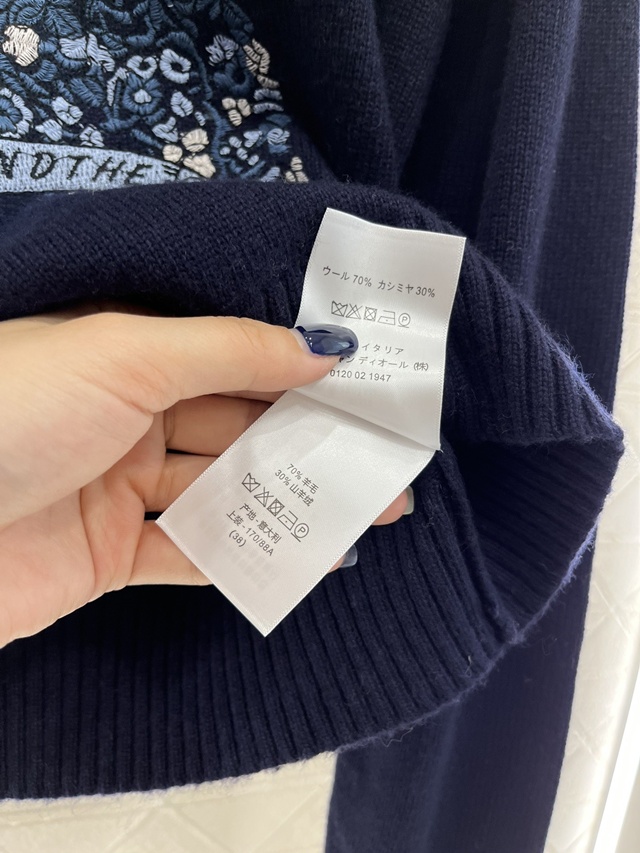 NDTHE
ウール 70% カシミヤ 30%
イタリア
ディオール (株)
0120 02 1947
70% 羊毛
30% 山羊绒
产地 - 意大利
上装 - 170/88A
(38)